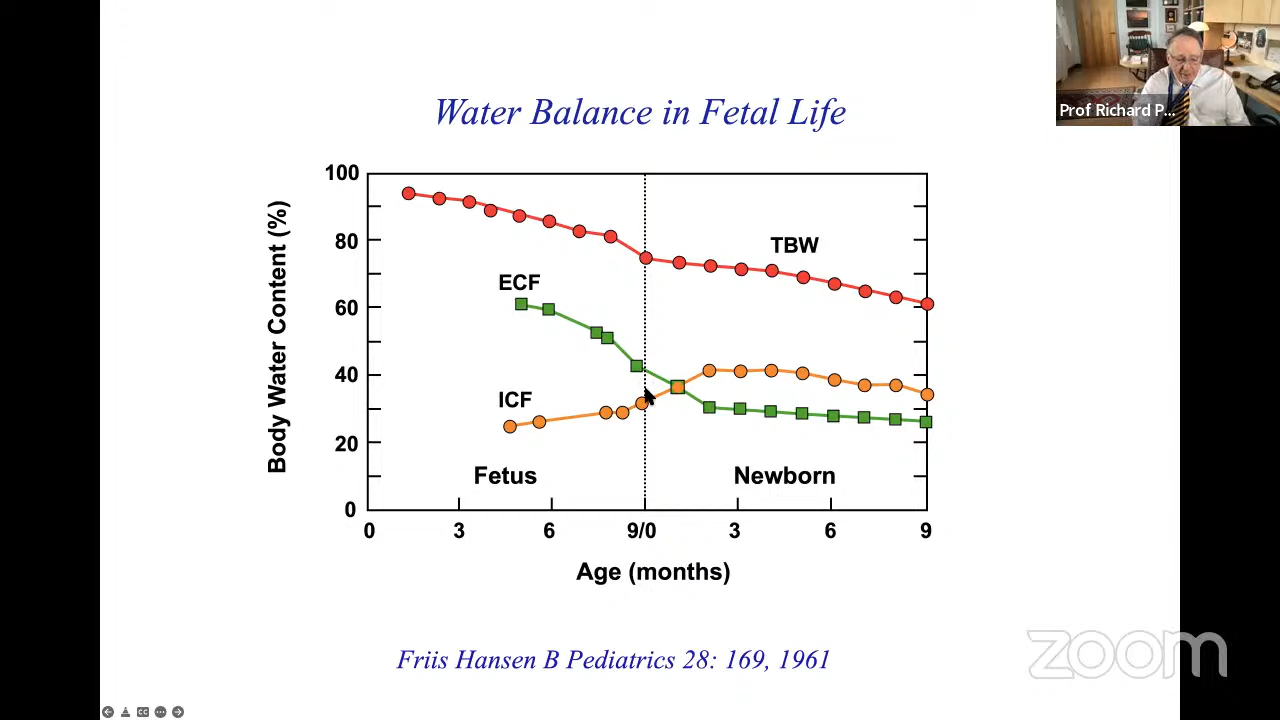 Water Balance in Fetal Life
Prof Richard P...
Body Water Content (%)
100
80
60
40
20
0
TBW
ECF
ICF
Fetus
Newborn
0 3 6 9/0 3 6 9
Age (months)
Friis Hansen B Pediatrics 28: 169, 1961
zoom
CC